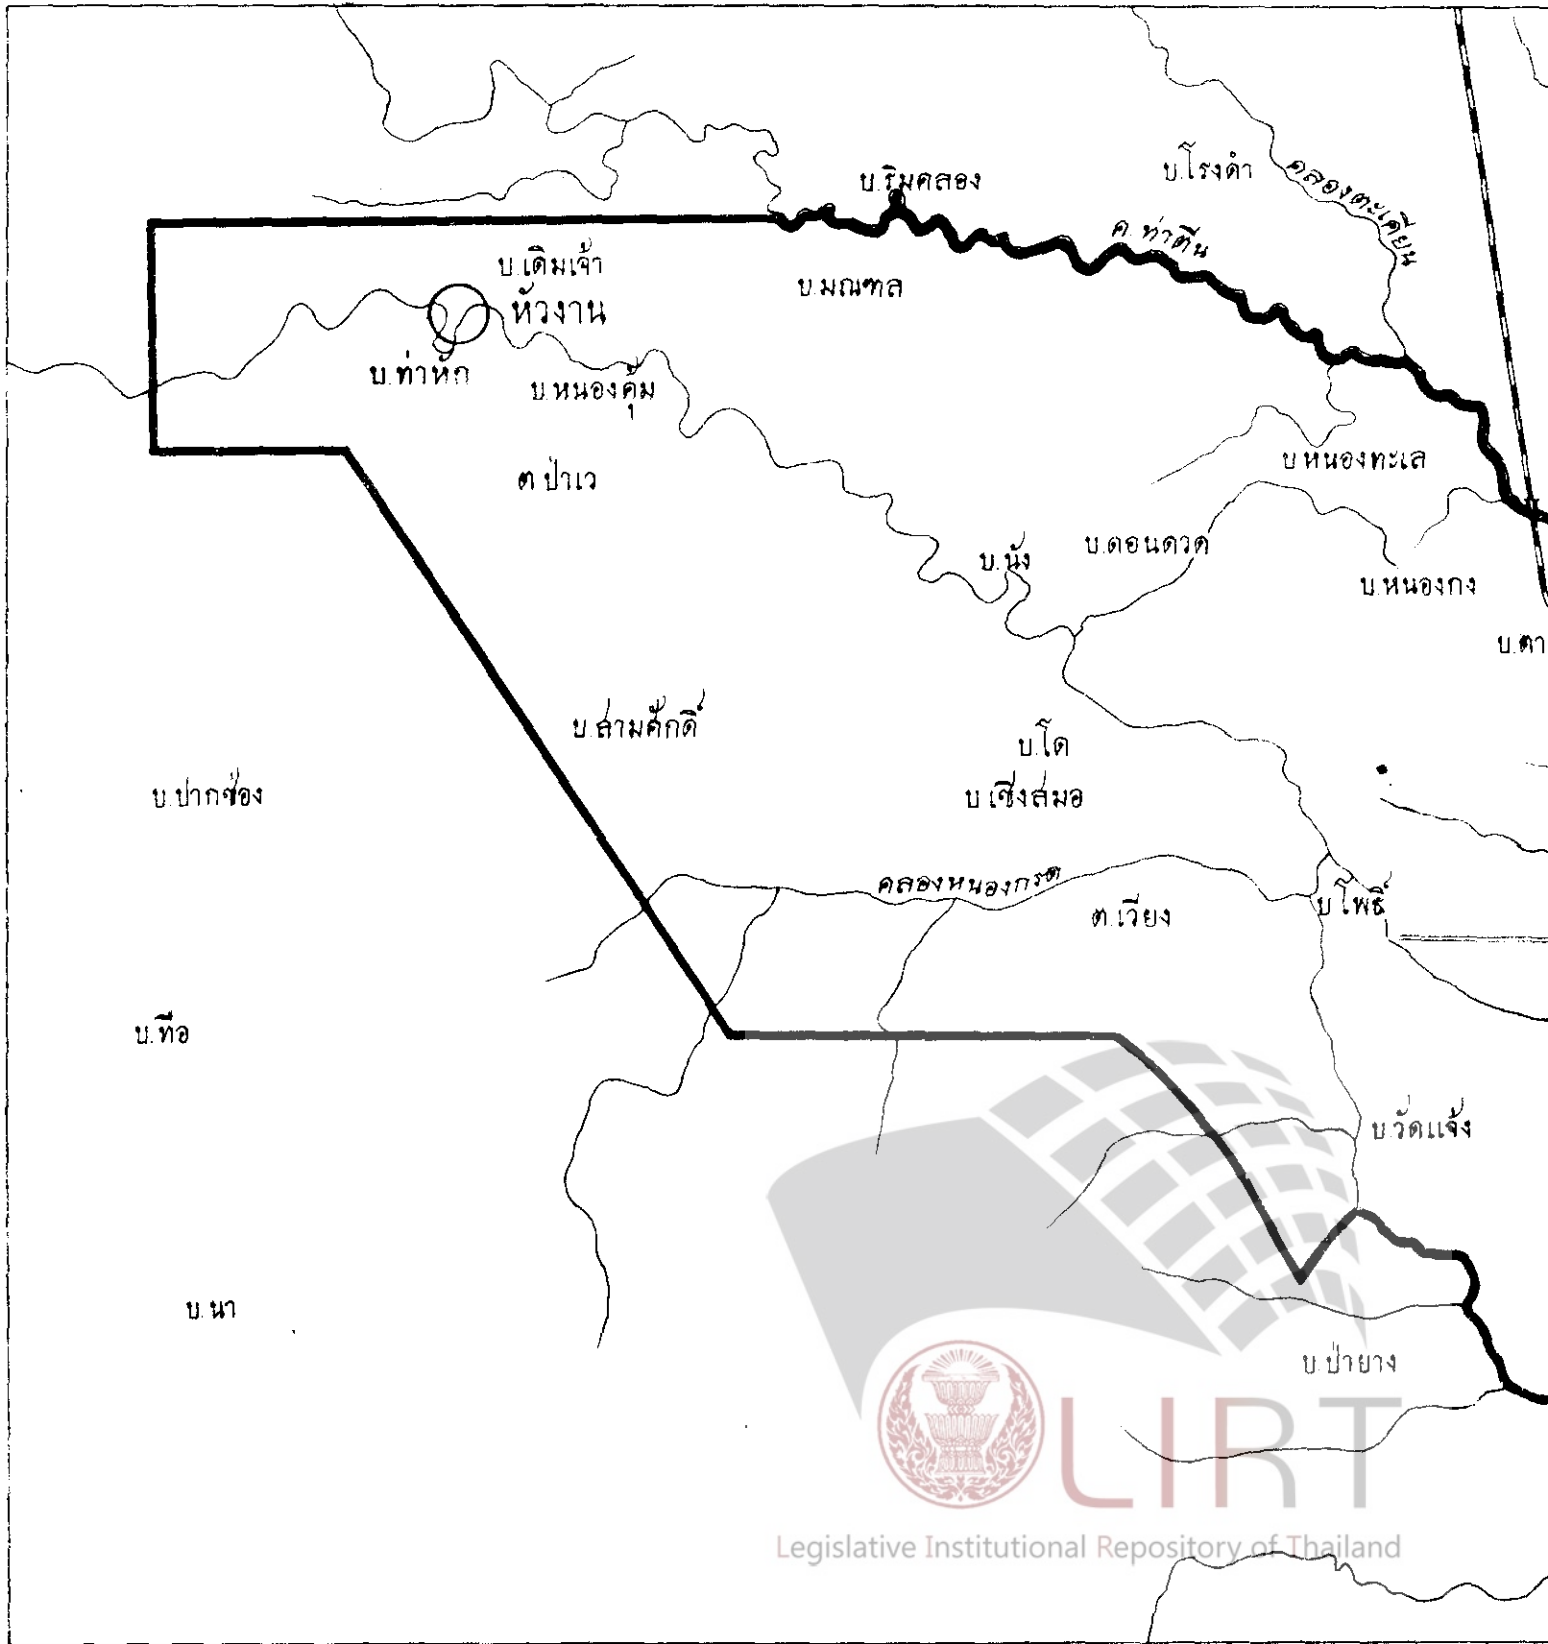 บ.ริมคลอง
บ.โรงดำ
คลองตะเคียน
ค.ท่าตีน
บ.เดิมเจ้า
หัวงาน
บ.มณฑล
บ.ท่าหัก
บ.หนองคุ้ม
ต ป่าเว
บ หนองทะเล
บ.นัง
บ.ดอนดวด
บ.หนองกง
บ.ตา
บ.สามศักดิ์
บ.โด
บ.ปากช่อง
บ เชิงสมอ
คลองหนองกรด
ต.เวียง
บ โพธิ์
บ.ทือ
บ.วัดแจ้ง
บ.นา
บ.ป่ายาง
LIRT
Legislative Institutional Repository of Thailand